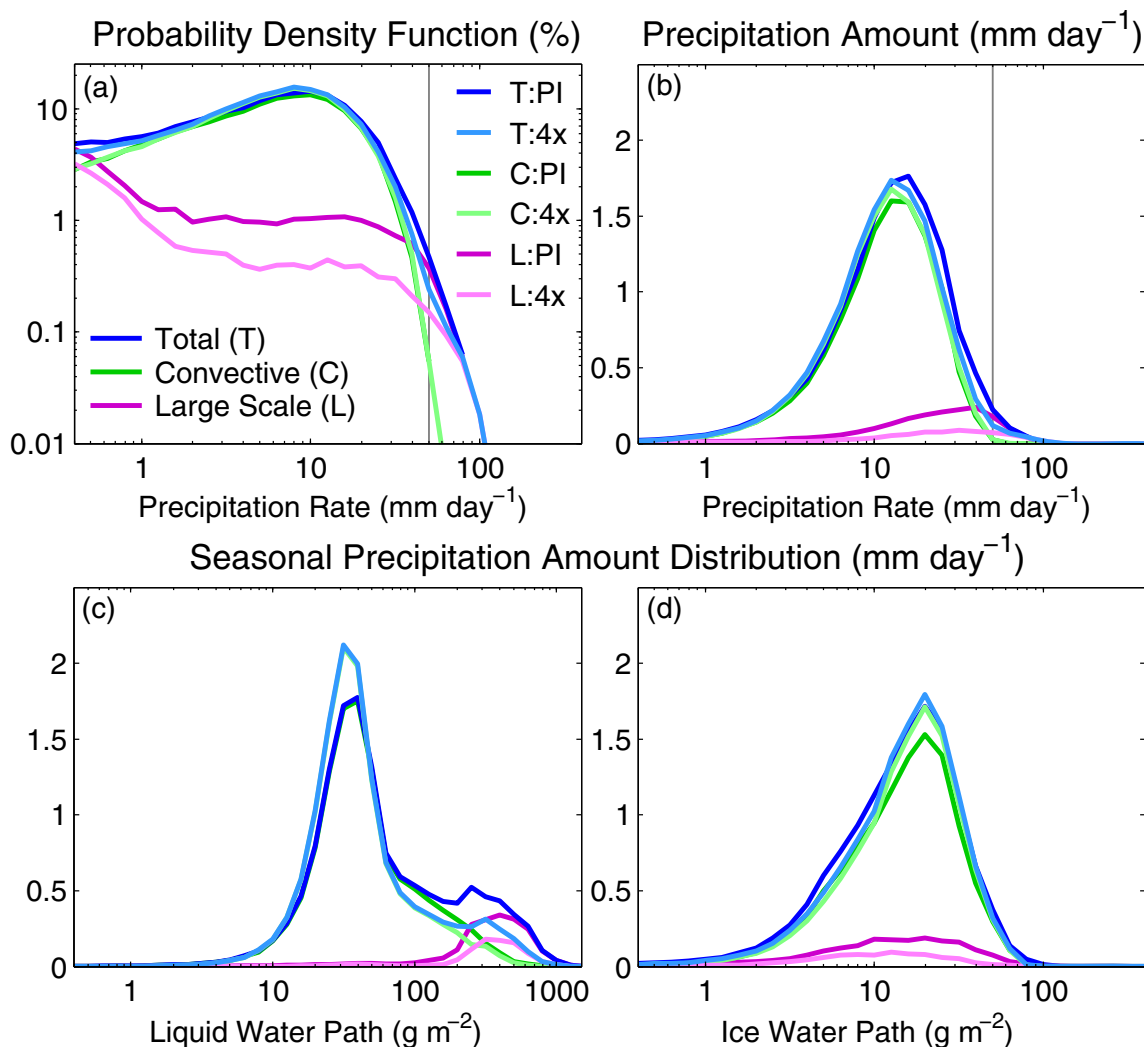 Probability Density Function (%)
Precipitation Amount (mm day⁻¹)
(a)
10
1
0.1
0.01
T:PI
T:4x
C:PI
C:4x
L:PI
L:4x
Total (T)
Convective (C)
Large Scale (L)
1 10 100
Precipitation Rate (mm day⁻¹)
(b)
2
1.5
1
0.5
0
1 10 100
Precipitation Rate (mm day⁻¹)
Seasonal Precipitation Amount Distribution (mm day⁻¹)
(c)
2
1.5
1
0.5
0
1 10 100 1000
Liquid Water Path (g m⁻²)
(d)
2
1.5
1
0.5
0
1 10 100
Ice Water Path (g m⁻²)